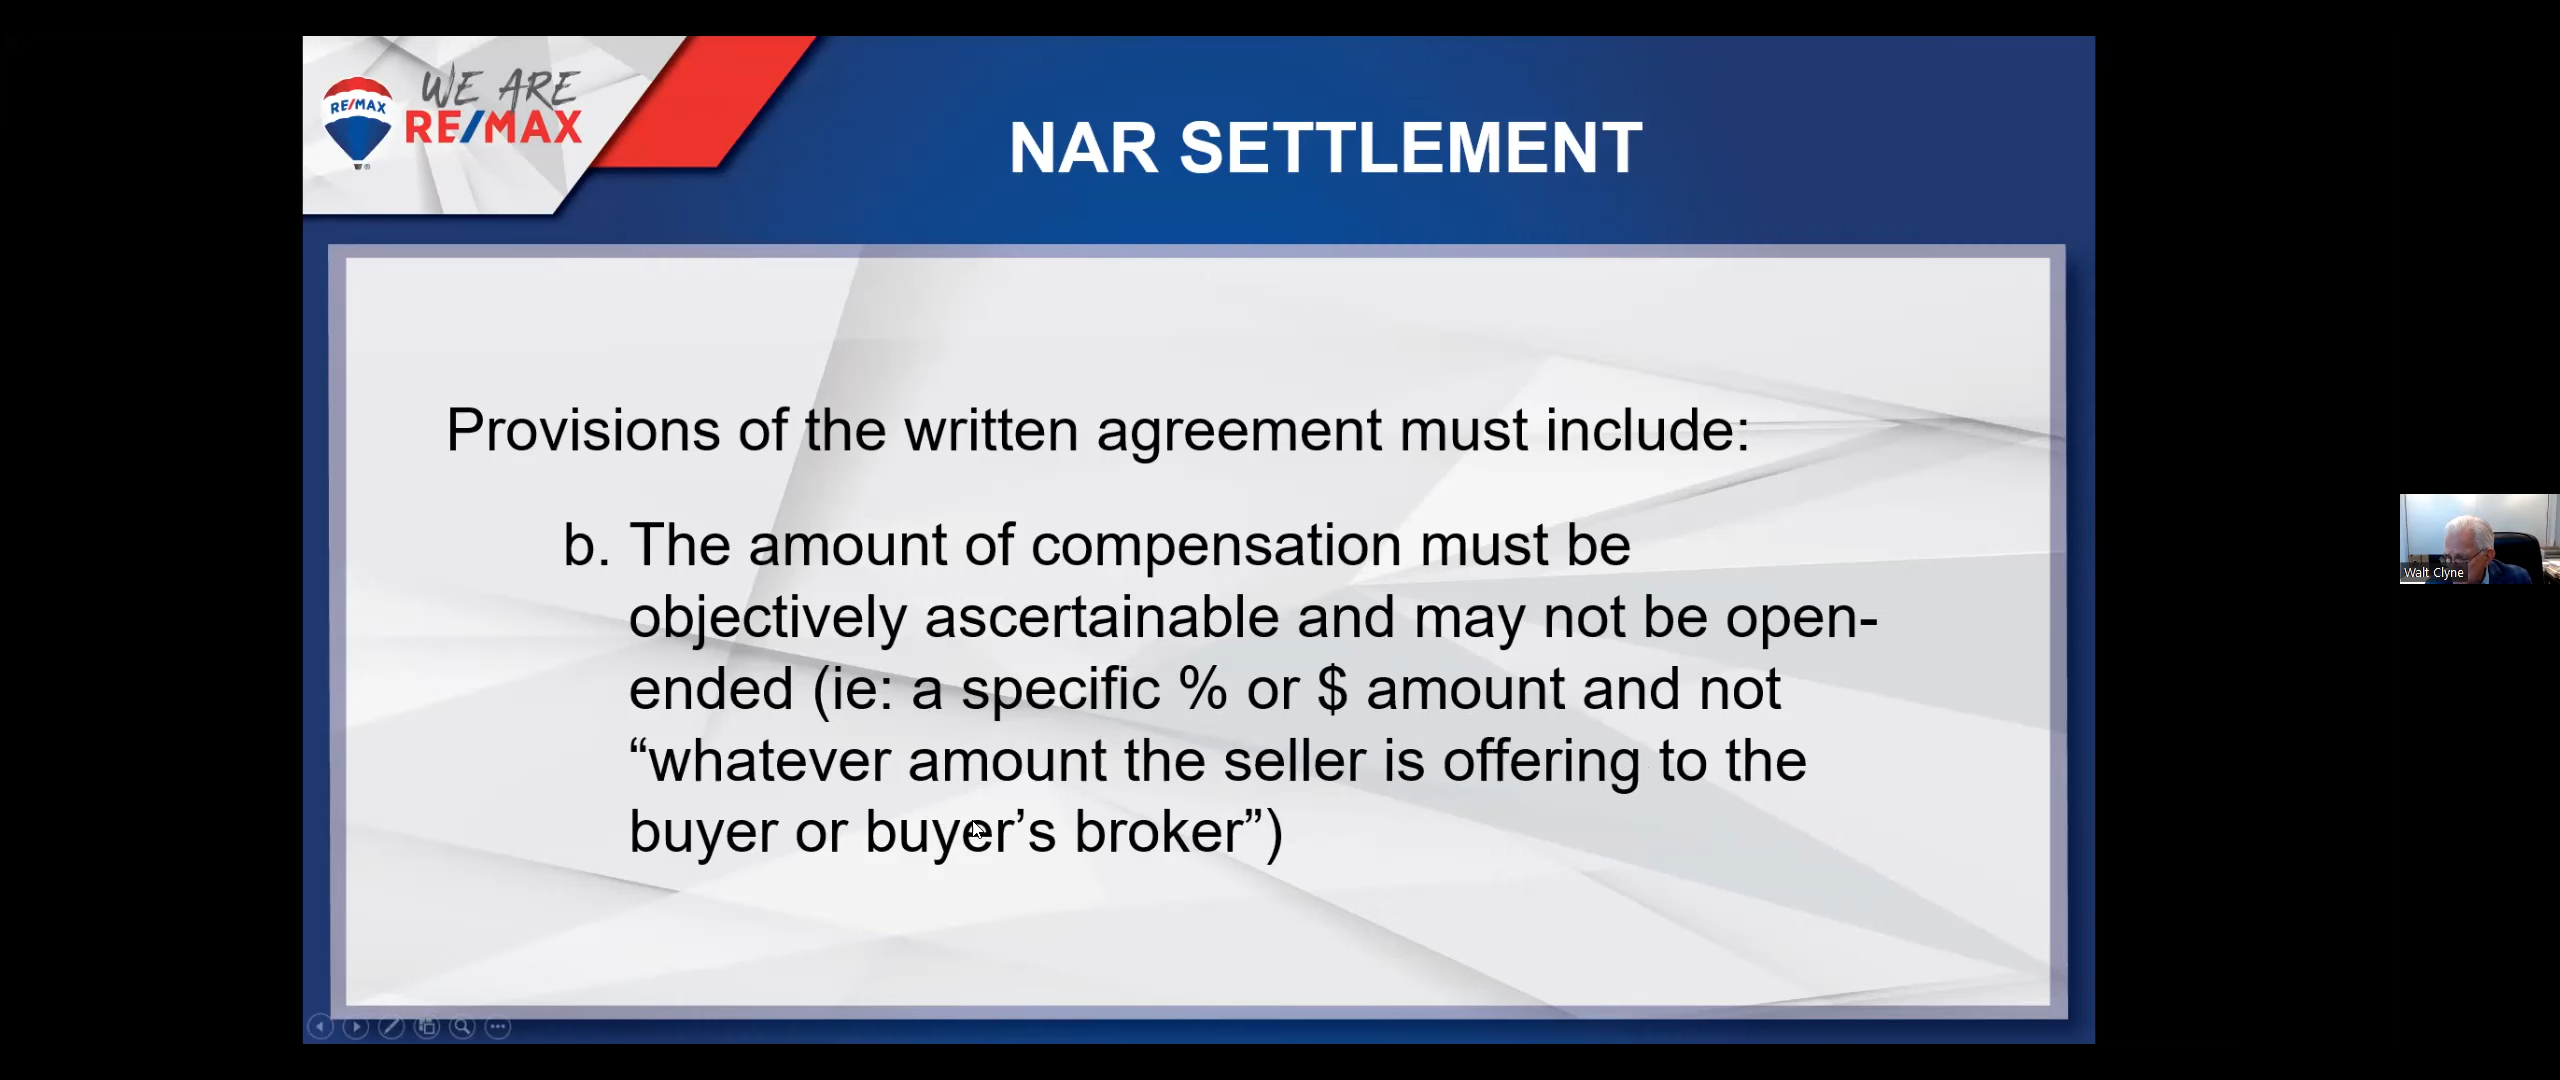 WE ARE
RE/MAX
RE/MAX
NAR SETTLEMENT
Provisions of the written agreement must include:
b. The amount of compensation must be
objectively ascertainable and may not be open-
ended (ie: a specific % or $ amount and not
“whatever amount the seller is offering to the
buyer or buyer’s broker”)
Walt Clyne